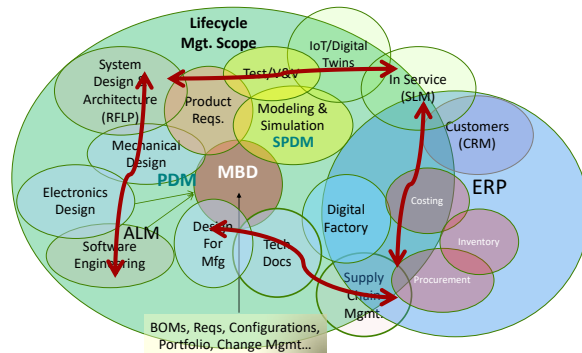 Lifecycle
Mgt. Scope
IoT/Digital
Twins
System
Design &
Architecture
(RFLP)
Test/V&V
In Service
(SLM)
Product
Reqs.
Modeling &
Simulation
SPDM
Customers
(CRM)
Mechanical
Design
PDM
MBD
ERP
Electronics
Design
Costing
Digital
Factory
ALM
Software
Engineering
Design
For
Mfg
Tech
Docs
Inventory
Supply
Chain
Mgmt.
Procurement
BOMs, Reqs, Configurations,
Portfolio, Change Mgmt...